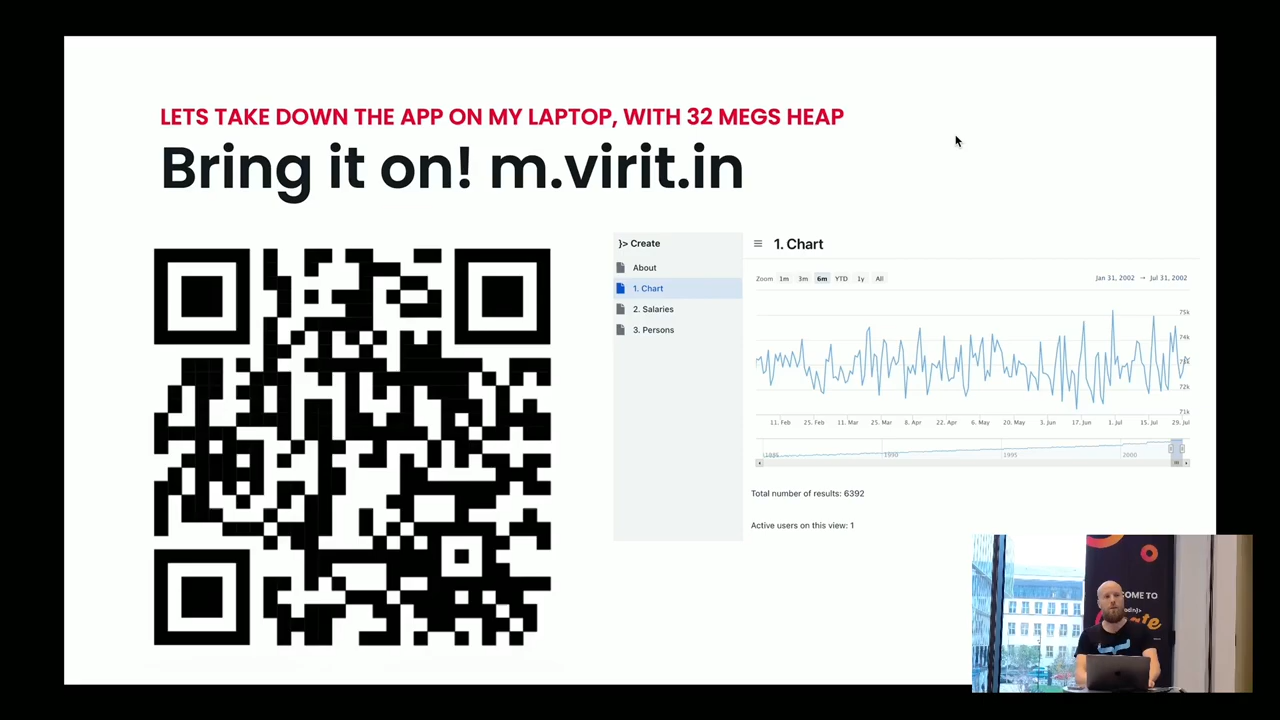 LETS TAKE DOWN THE APP ON MY LAPTOP, WITH 32 MEGS HEAP
Bring it on! m.virit.in
}> Create
About
1. Chart
2. Salaries
3. Persons
1. Chart
Zoom 1m 3m 6m YTD 1y All
Jan 31, 2002 → Jul 31, 2002
75k
74k
73k
72k
71k
11. Feb 25. Feb 11. Mar 25. Mar 8. Apr 22. Apr 6. May 20. May 3. Jun 17. Jun 1. Jul 15. Jul 29. Jul
1990 1995 2000
Total number of results: 6392
Active users on this view: 1
COME TO